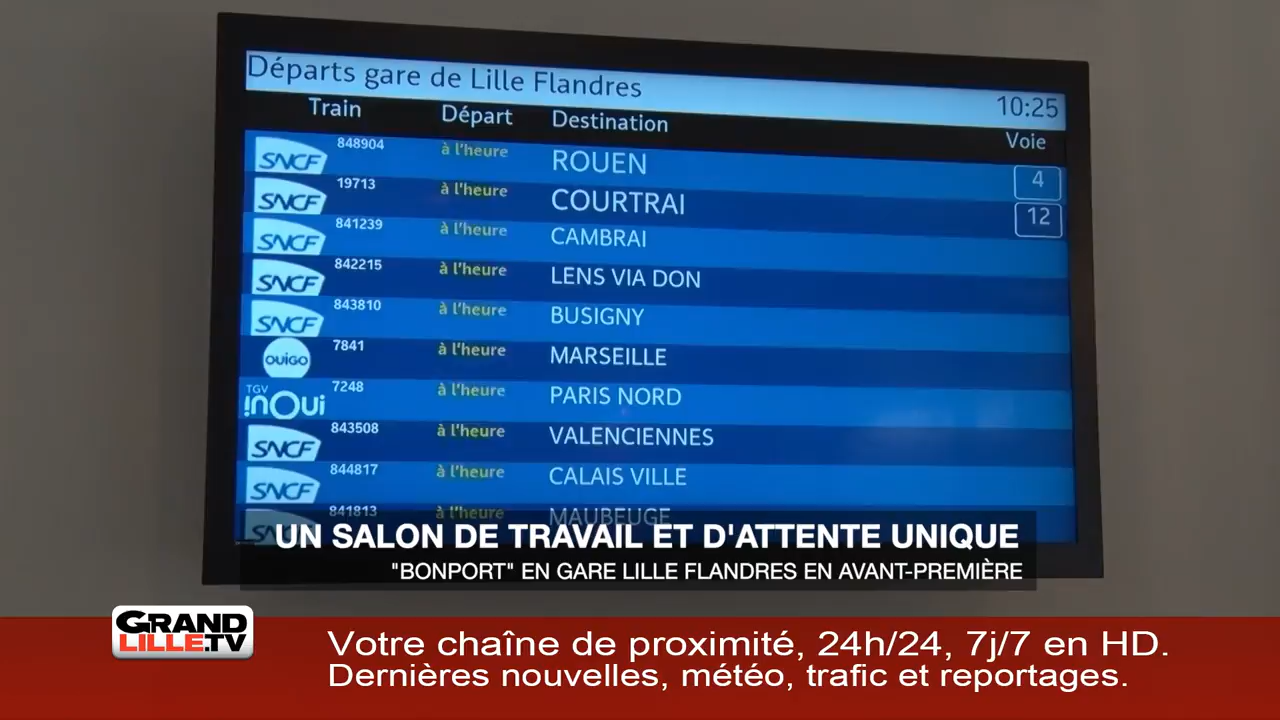 Départs gare de Lille Flandres 10:25
Train Départ Destination Voie
SNCF 848904 à l'heure ROUEN 4
SNCF 19713 à l'heure COURTRAI 12
SNCF 841239 à l'heure CAMBRAI
SNCF 842215 à l'heure LENS VIA DON
SNCF 843810 à l'heure BUSIGNY
OUIGO 7841 à l'heure MARSEILLE
TGV inOui 7248 à l'heure PARIS NORD
SNCF 843508 à l'heure VALENCIENNES
SNCF 844817 à l'heure CALAIS VILLE
SNCF 841813 à l'heure MAUBEUGE
UN SALON DE TRAVAIL ET D'ATTENTE UNIQUE
"BONPORT" EN GARE LILLE FLANDRES EN AVANT-PREMIÈRE
GRAND
LILLE.TV
Votre chaîne de proximité, 24h/24, 7j/7 en HD.
Dernières nouvelles, météo, trafic et reportages.